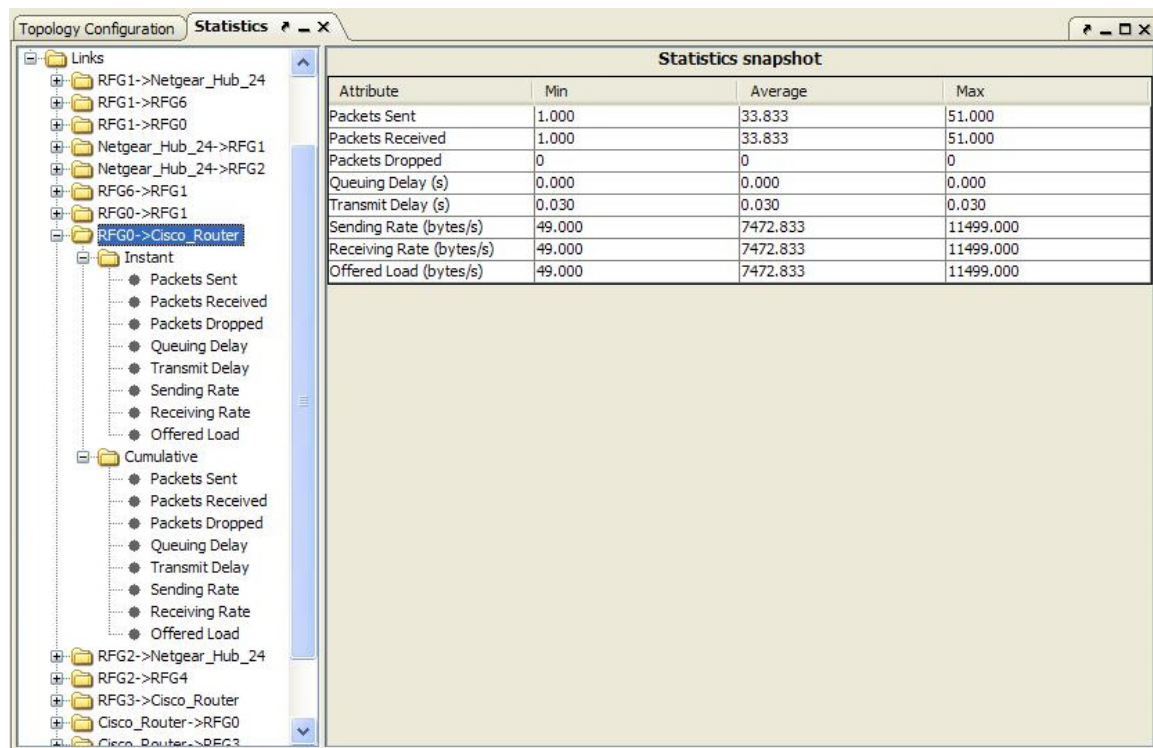 Topology Configuration
Statistics
Links
RFG1->Netgear_Hub_24
RFG1->RFG6
RFG1->RFG0
Netgear_Hub_24->RFG1
Netgear_Hub_24->RFG2
RFG6->RFG1
RFG0->RFG1
RFG0->Cisco_Router
Instant
Packets Sent
Packets Received
Packets Dropped
Queuing Delay
Transmit Delay
Sending Rate
Receiving Rate
Offered Load
Cumulative
Packets Sent
Packets Received
Packets Dropped
Queuing Delay
Transmit Delay
Sending Rate
Receiving Rate
Offered Load
RFG2->Netgear_Hub_24
RFG2->RFG4
RFG3->Cisco_Router
Cisco_Router->RFG0
Cisco_Router->RFG3
Statistics snapshot
Attribute Min Average Max
Packets Sent 1.000 33.833 51.000
Packets Received 1.000 33.833 51.000
Packets Dropped 0 0 0
Queuing Delay (s) 0.000 0.000 0.000
Transmit Delay (s) 0.030 0.030 0.030
Sending Rate (bytes/s) 49.000 7472.833 11499.000
Receiving Rate (bytes/s) 49.000 7472.833 11499.000
Offered Load (bytes/s) 49.000 7472.833 11499.000